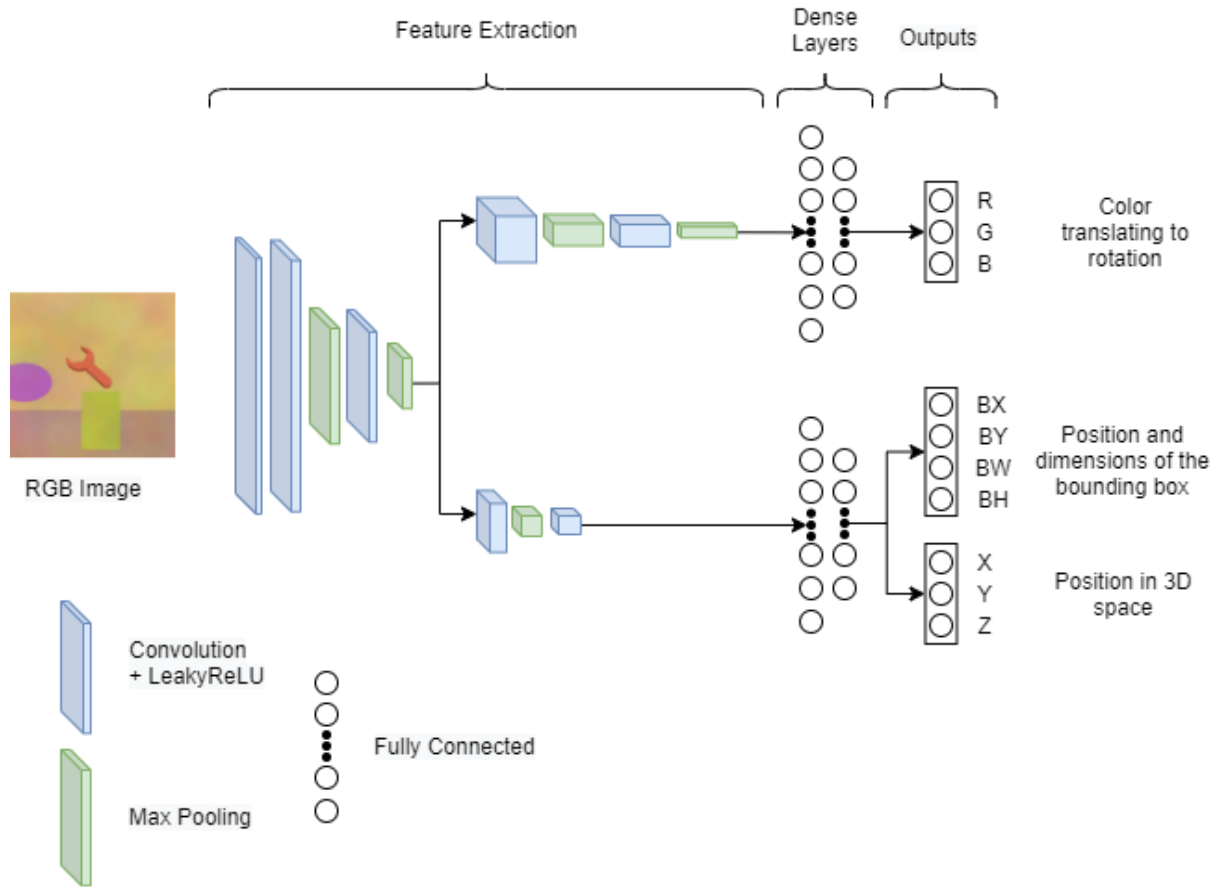 Feature Extraction
Dense
Layers
Outputs
R
G
B
Color
translating to
rotation
RGB Image
BX
BY
BW
BH
Position and
dimensions of the
bounding box
X
Y
Z
Position in 3D
space
Convolution
+ LeakyReLU
Fully Connected
Max Pooling